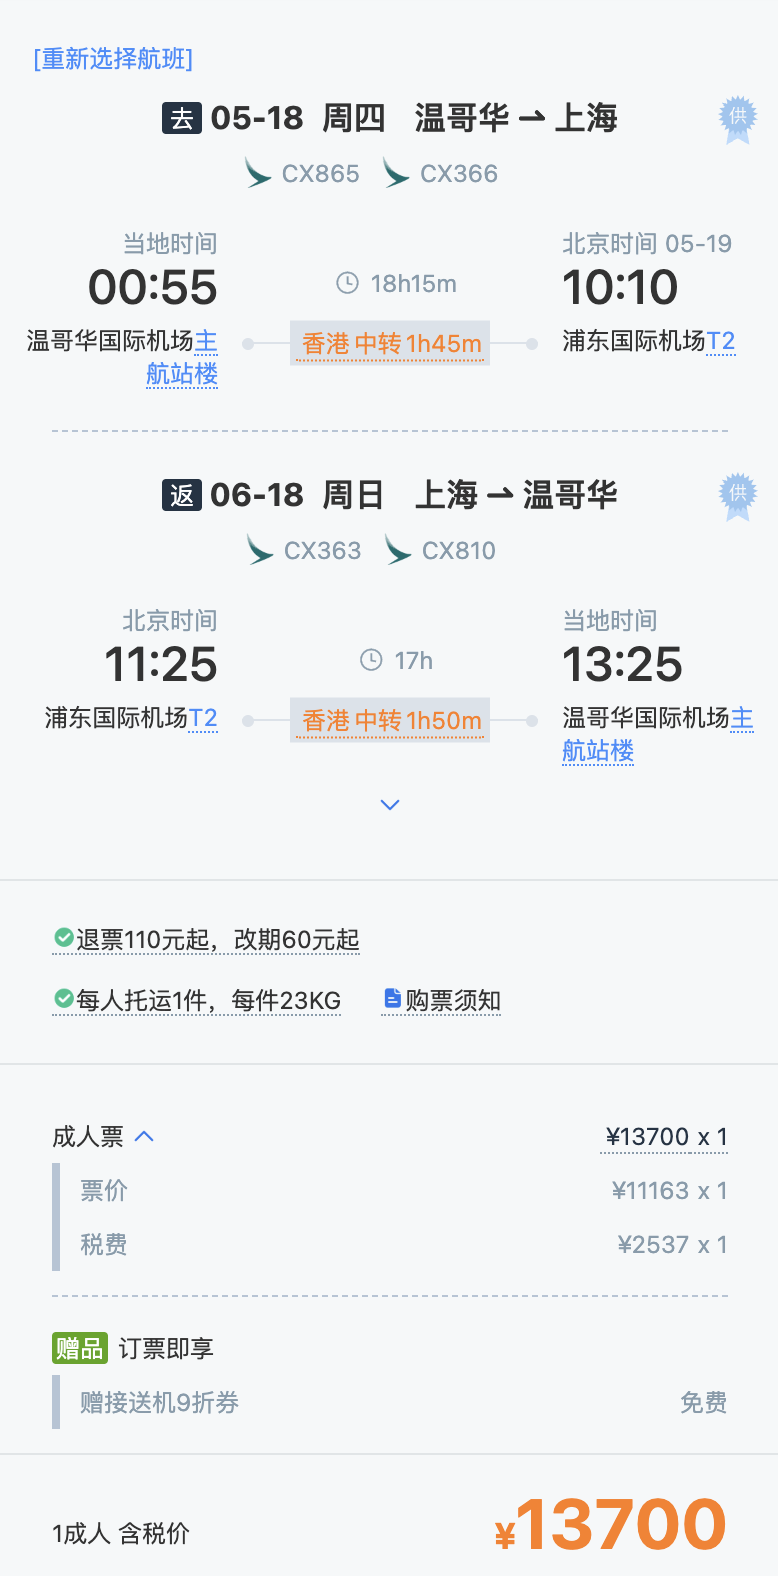 [重新选择航班]
去 05-18 周四 温哥华 ⇀ 上海 供
CX865 CX366
当地时间 北京时间 05-19
00:55 18h15m 10:10
温哥华国际机场主航站楼 香港 中转 1h45m 浦东国际机场T2
返 06-18 周日 上海 ⇀ 温哥华 供
CX363 CX810
北京时间 当地时间
11:25 17h 13:25
浦东国际机场T2 香港 中转 1h50m 温哥华国际机场主航站楼
退票110元起，改期60元起
每人托运1件，每件23KG 购票须知
成人票 ¥13700 x 1
票价 ¥11163 x 1
税费 ¥2537 x 1
赠品 订票即享
赠接送机9折券 免费
1成人 含税价 ¥13700